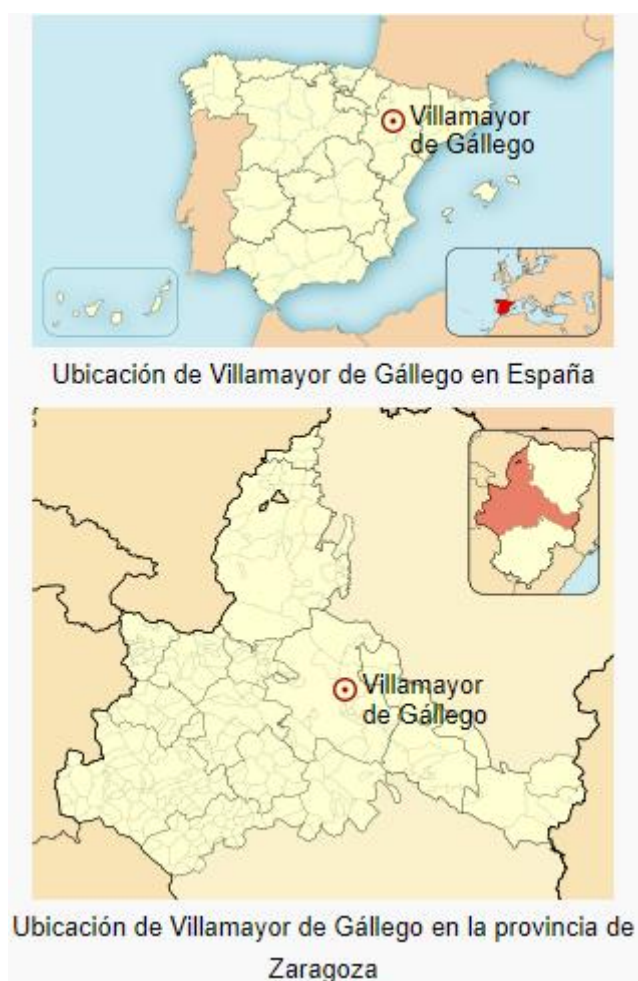 Villamayor
de Gállego
Ubicación de Villamayor de Gállego en España
Villamayor
de Gállego
Ubicación de Villamayor de Gállego en la provincia de
Zaragoza